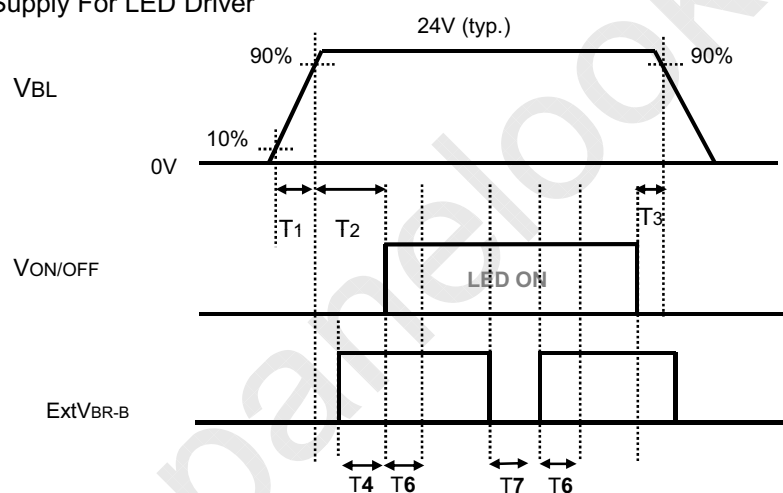 Supply For LED Driver
24V (typ.)
90%
90%
VBL
10%
0V
T1
T2
T3
VON/OFF
LED ON
ExtVBR-B
T4
T6
T7
T6
panelook